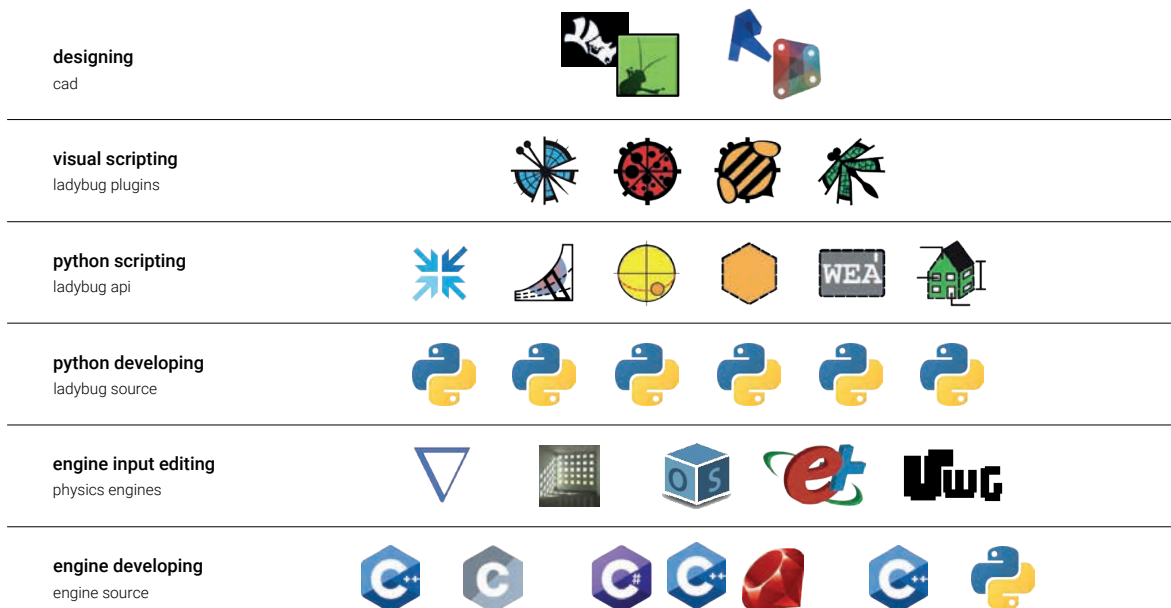 designing
cad
visual scripting
ladybug plugins
python scripting
ladybug api
WEA
python developing
ladybug source
engine input editing
physics engines
OS
e+
UWG
engine developing
engine source
C++
C
C#
C++
C++